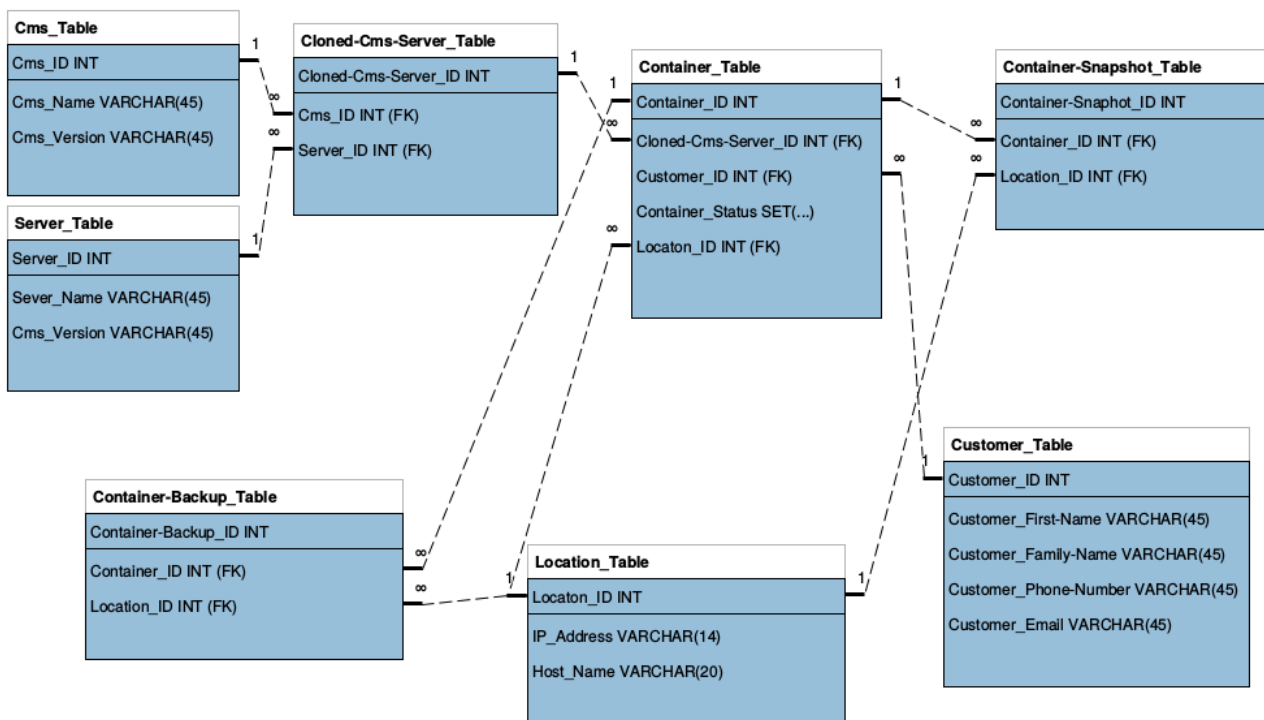 Cms_Table
Cms_ID INT
Cms_Name VARCHAR(45)
Cms_Version VARCHAR(45)
1
∞
∞
1
Server_Table
Server_ID INT
Sever_Name VARCHAR(45)
Cms_Version VARCHAR(45)
Cloned-Cms-Server_Table
Cloned-Cms-Server_ID INT
Cms_ID INT (FK)
Server_ID INT (FK)
1
∞
1
∞
Container_Table
Container_ID INT
Cloned-Cms-Server_ID INT (FK)
Customer_ID INT (FK)
Container_Status SET(...)
Locaton_ID INT (FK)
1
∞
∞
∞
Container-Snapshot_Table
Container-Snaphot_ID INT
Container_ID INT (FK)
Location_ID INT (FK)
Container-Backup_Table
Container-Backup_ID INT
Container_ID INT (FK)
Location_ID INT (FK)
∞
∞
1
Location_Table
Locaton_ID INT
IP_Address VARCHAR(14)
Host_Name VARCHAR(20)
1
1
Customer_Table
Customer_ID INT
Customer_First-Name VARCHAR(45)
Customer_Family-Name VARCHAR(45)
Customer_Phone-Number VARCHAR(45)
Customer_Email VARCHAR(45)